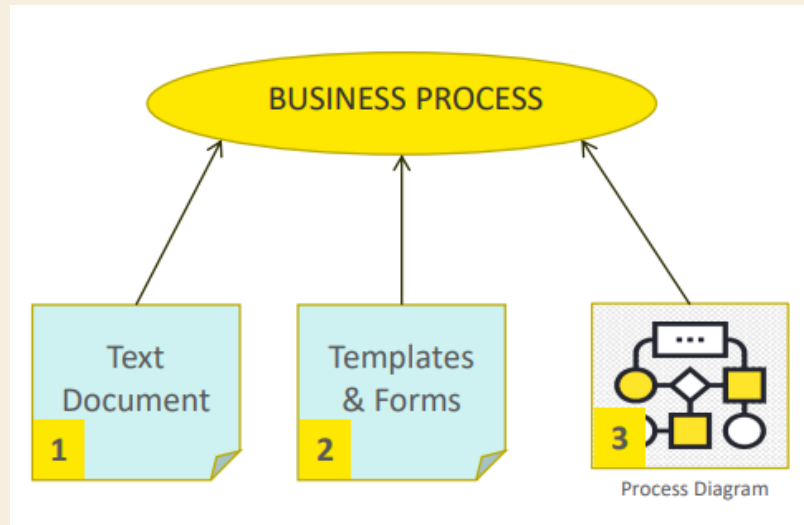 BUSINESS PROCESS
Text
Document
1
Templates
& Forms
2
...
3
Process Diagram